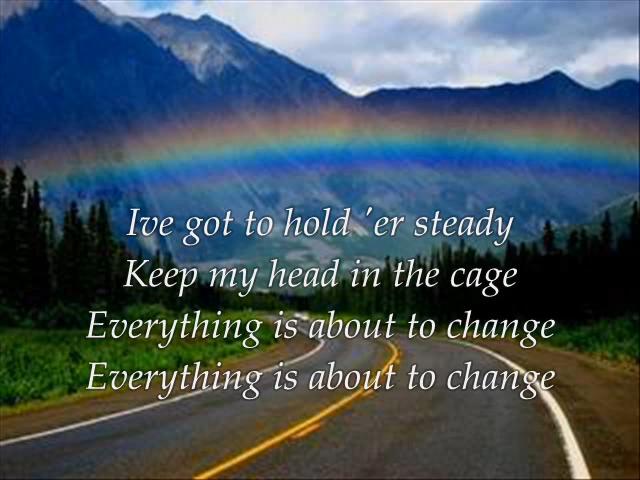 Ive got to hold 'er steady
Keep my head in the cage
Everything is about to change
Everything is about to change